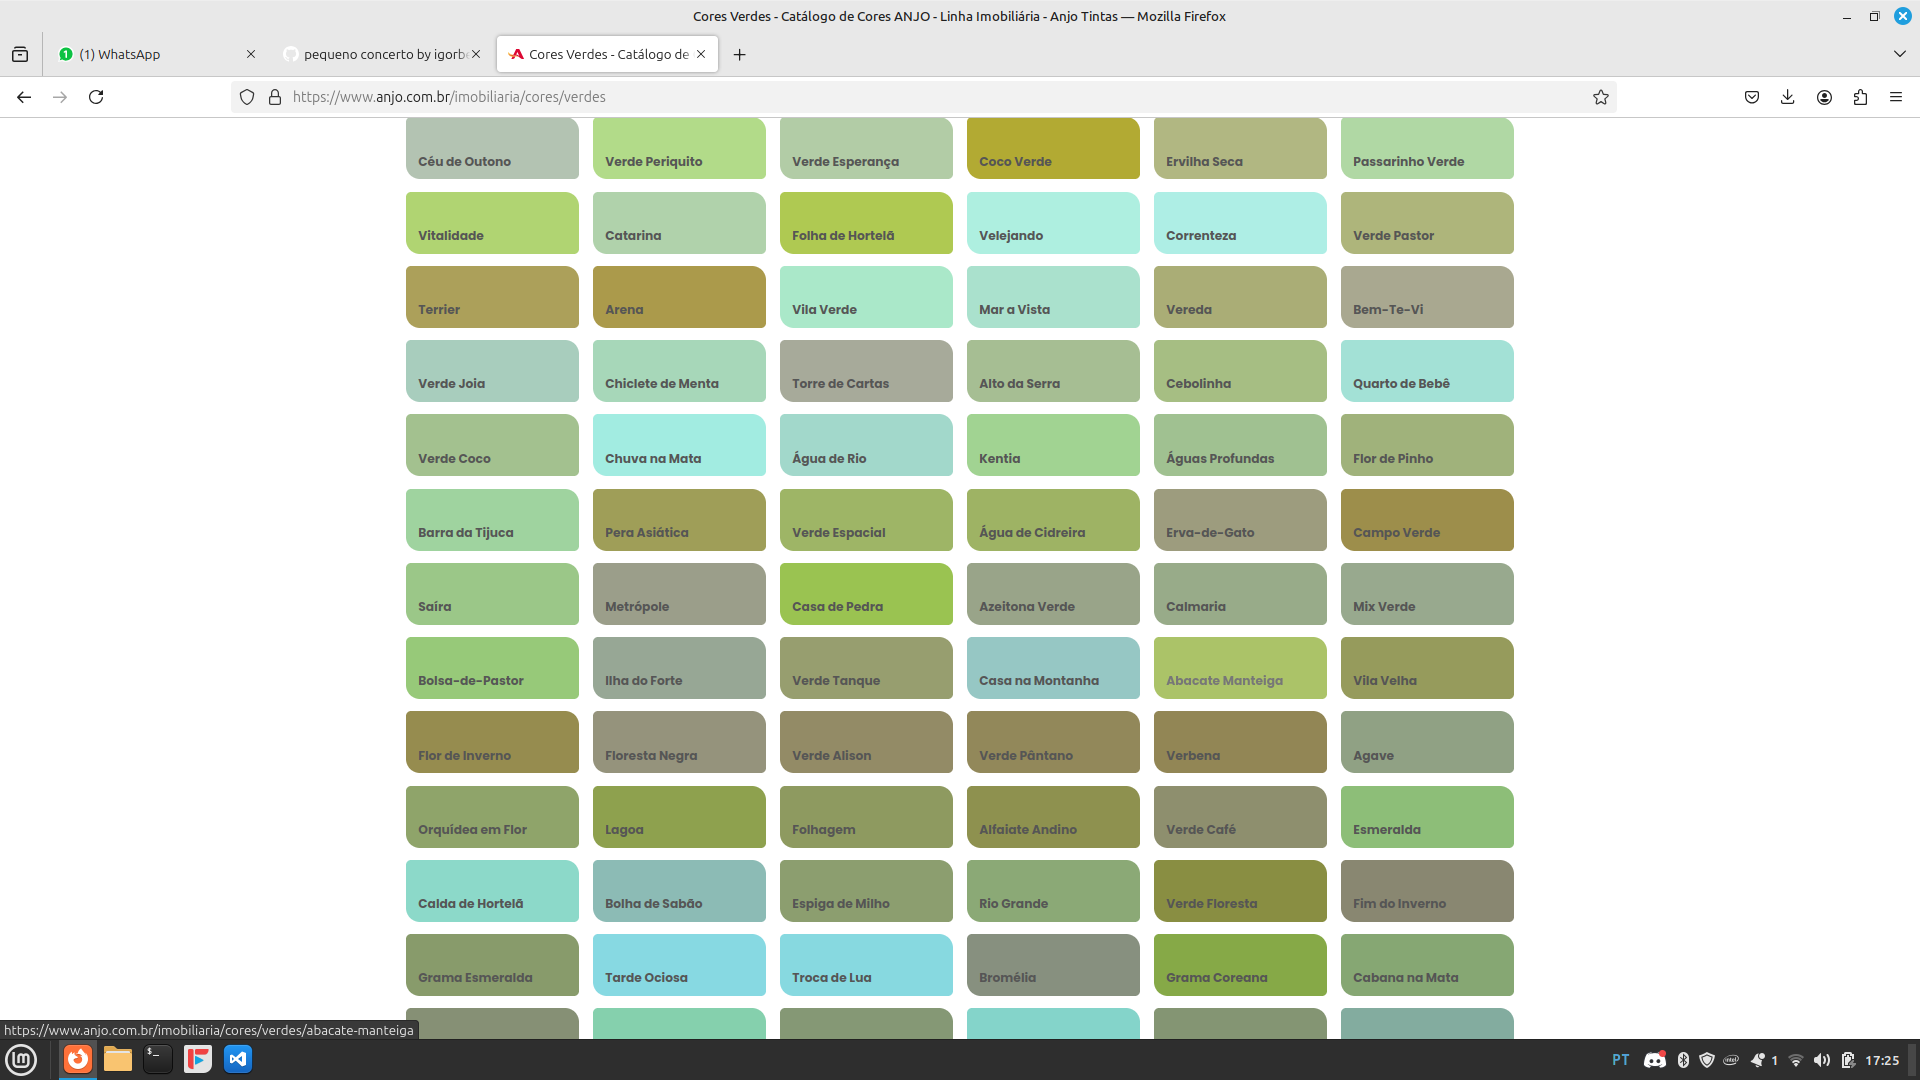 Cores Verdes - Catálogo de Cores ANJO - Linha Imobiliária - Anjo Tintas — Mozilla Firefox
(1) WhatsApp
pequeno concerto by igorb
Cores Verdes - Catálogo de
https://www.anjo.com.br/imobiliaria/cores/verdes
Céu de Outono
Verde Periquito
Verde Esperança
Coco Verde
Ervilha Seca
Passarinho Verde
Vitalidade
Catarina
Folha de Hortelã
Velejando
Correnteza
Verde Pastor
Terrier
Arena
Vila Verde
Mar a Vista
Vereda
Bem-Te-Vi
Verde Joia
Chiclete de Menta
Torre de Cartas
Alto da Serra
Cebolinha
Quarto de Bebê
Verde Coco
Chuva na Mata
Água de Rio
Kentia
Águas Profundas
Flor de Pinho
Barra da Tijuca
Pera Asiática
Verde Espacial
Água de Cidreira
Erva-de-Gato
Campo Verde
Saíra
Metrópole
Casa de Pedra
Azeitona Verde
Calmaria
Mix Verde
Bolsa-de-Pastor
Ilha do Forte
Verde Tanque
Casa na Montanha
Abacate Manteiga
Vila Velha
Flor de Inverno
Floresta Negra
Verde Alison
Verde Pântano
Verbena
Agave
Orquídea em Flor
Lagoa
Folhagem
Alfaiate Andino
Verde Café
Esmeralda
Calda de Hortelã
Bolha de Sabão
Espiga de Milho
Rio Grande
Verde Floresta
Fim do Inverno
Grama Esmeralda
Tarde Ociosa
Troca de Lua
Bromélia
Grama Coreana
Cabana na Mata
https://www.anjo.com.br/imobiliaria/cores/verdes/abacate-manteiga
PT
1
17:25